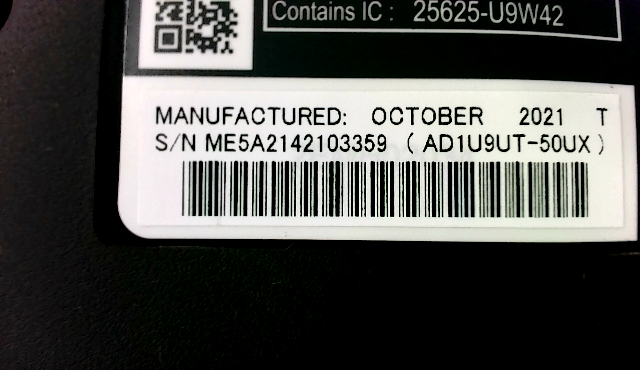 Contains IC : 25625-U9W42
MANUFACTURED: OCTOBER 2021 T
S/N ME5A2142103359 ( AD1U9UT-50UX )